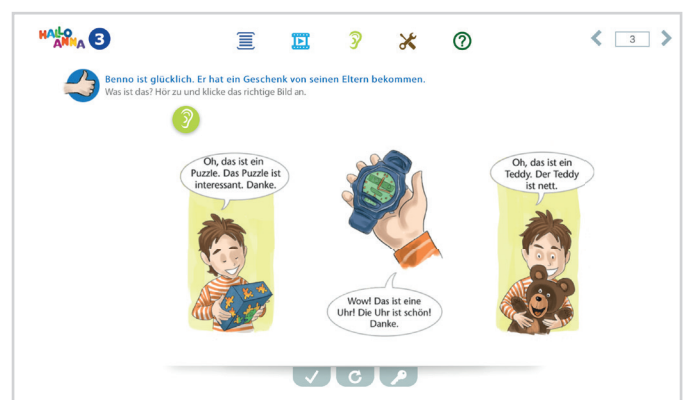 HALLO
ANNA 3
3
Benno ist glücklich. Er hat ein Geschenk von seinen Eltern bekommen.
Was ist das? Hör zu und klicke das richtige Bild an.
Oh, das ist ein
Puzzle. Das Puzzle ist
interessant. Danke.
Wow! Das ist eine
Uhr! Die Uhr ist schön!
Danke.
Oh, das ist ein
Teddy. Der Teddy
ist nett.